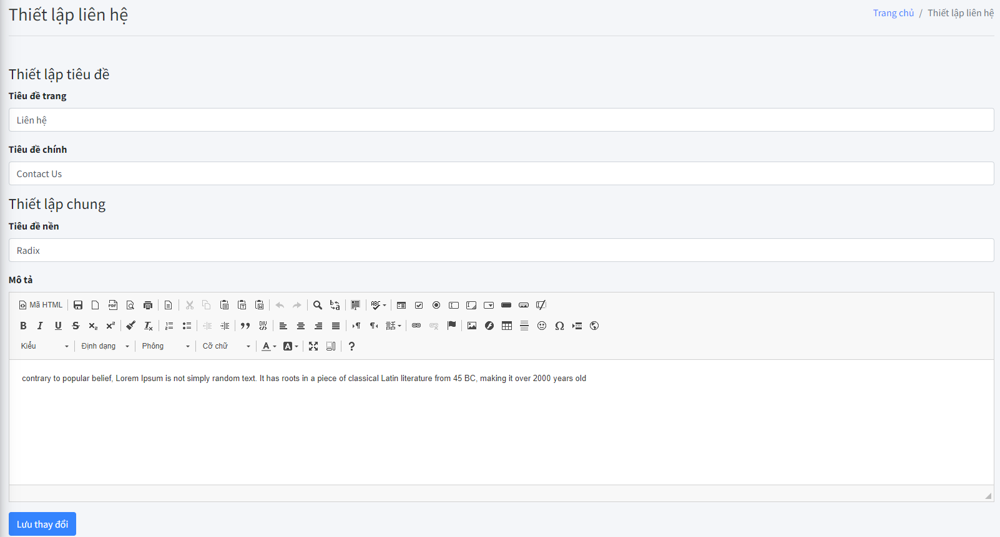 Thiết lập liên hệ
Trang chủ / Thiết lập liên hệ
Thiết lập tiêu đề
Tiêu đề trang
Liên hệ
Tiêu đề chính
Contact Us
Thiết lập chung
Tiêu đề nền
Radix
Mô tả
Mã HTML
Kiểu Định dạng Phông Cỡ chữ
contrary to popular belief, Lorem Ipsum is not simply random text. It has roots in a piece of classical Latin literature from 45 BC, making it over 2000 years old
Lưu thay đổi